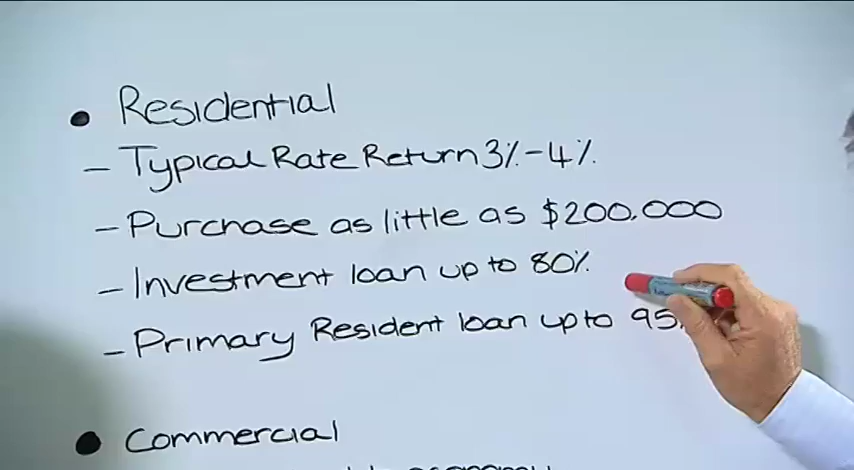 • Residential
- Typical Rate Return 3%-4%.
- Purchase as little as $200.000
- Investment loan up to 80%
- Primary Resident loan up to 95
• Commercial